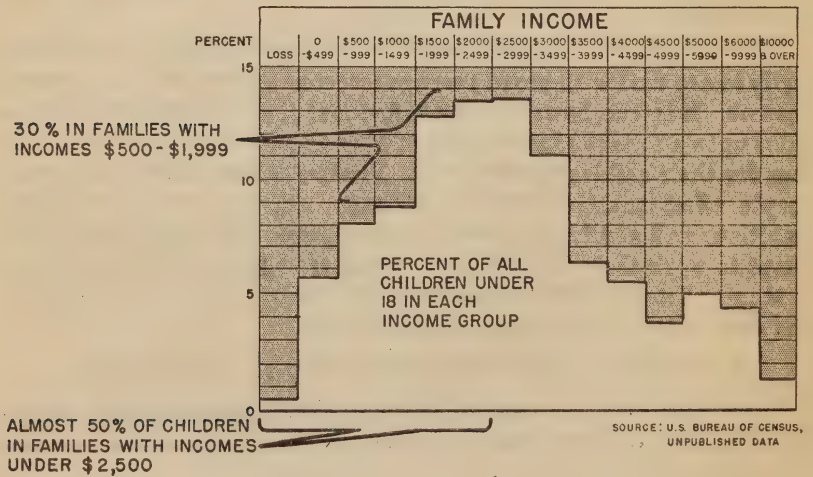 FAMILY INCOME
PERCENT
LOSS
0 -$499
$500 -999
$1000 -1499
$1500 -1999
$2000 -2499
$2500 -2999
$3000 -3499
$3500 -3999
$4000 -4499
$4500 -4999
$5000 -5999
$6000 -9999
$10000 & OVER
15
30% IN FAMILIES WITH
INCOMES $500-$1,999
10
PERCENT OF ALL
CHILDREN UNDER
18 IN EACH
INCOME GROUP
5
0
ALMOST 50% OF CHILDREN
IN FAMILIES WITH INCOMES
UNDER $2,500
SOURCE: U.S. BUREAU OF CENSUS,
UNPUBLISHED DATA